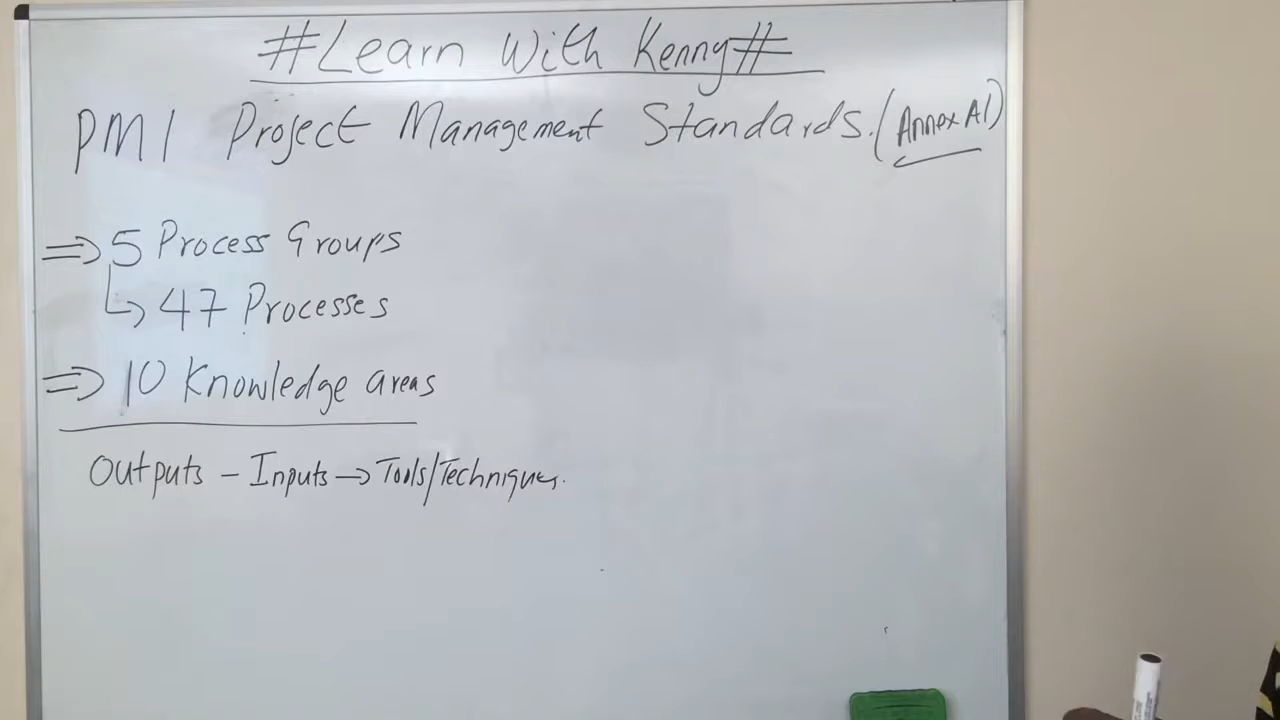 #Learn With Kenny#
PMI Project Management Standards. (Annex A1)
⇒ 5 Process Groups
↳ 47 Processes
⇒ 10 Knowledge areas
Outputs - Inputs → Tools/Techniques.